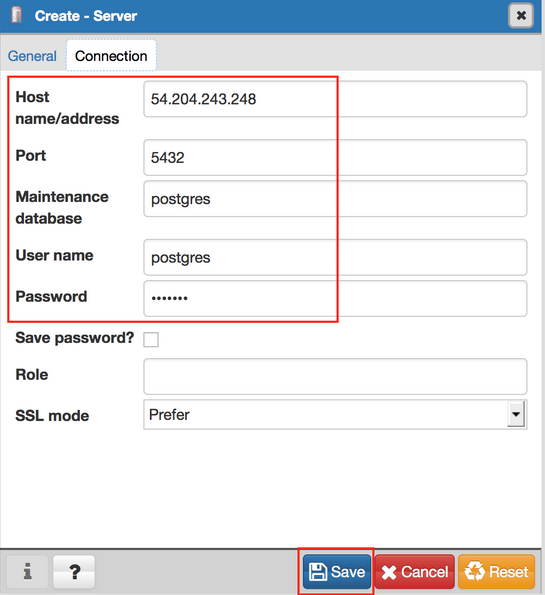 Create - Server
General
Connection
Host
name/address
54.204.243.248
Port
5432
Maintenance
database
postgres
User name
postgres
Password
•••••••
Save password?
Role
SSL mode
Prefer
i
?
Save
Cancel
Reset